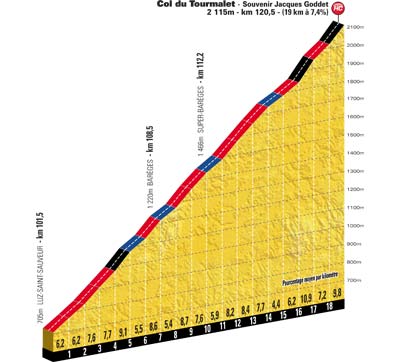 Col du Tourmalet - Souvenir Jacques Goddet
2 115m - km 120,5 - (19 km à 7,4%)
HC
2100m
2000m
1900m
1800m
1700m
1600m
1500m
1400m
1300m
1200m
1100m
1000m
900m
800m
700m
705m LUZ-SAINT-SAUVEUR - km 101,5
1 223m BARÈGES - km 108,5
1 466m SUPER-BARÈGES - km 112,2
Pourcentage moyen par kilomètre
6,2 6,2 7,6 7,7 9,1 5,5 8,6 5,4 8,7 7,6 5,9 8,4 7,4 7,7 4,4 6,2 10,9 7,2 9,8
1 2 3 4 5 6 7 8 9 10 11 12 13 14 15 16 17 18